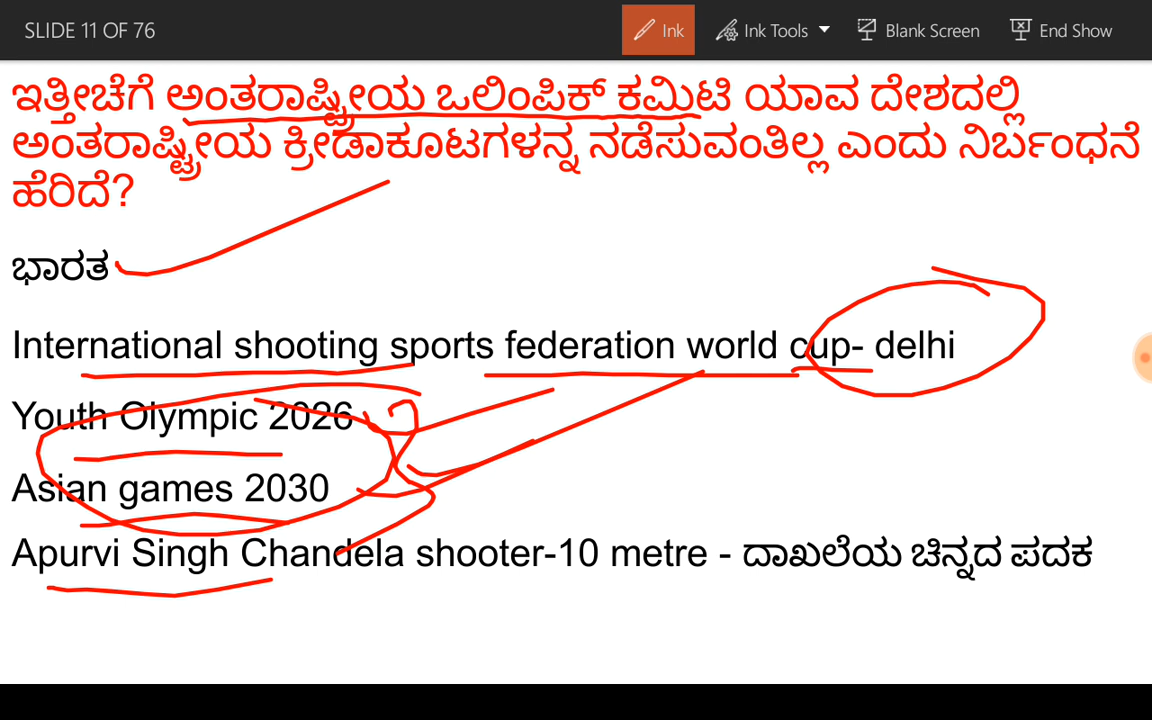 SLIDE 11 OF 76
Ink
Ink Tools
Blank Screen
End Show
ಇತ್ತೀಚೆಗೆ ಅಂತರಾಷ್ಟ್ರೀಯ ಒಲಿಂಪಿಕ್ ಕಮಿಟಿ ಯಾವ ದೇಶದಲ್ಲಿ
ಅಂತರಾಷ್ಟ್ರೀಯ ಕ್ರೀಡಾಕೂಟಗಳನ್ನ ನಡೆಸುವಂತಿಲ್ಲ ಎಂದು ನಿರ್ಬಂಧನೆ
ಹೆರಿದೆ?
ಭಾರತ
International shooting sports federation world cup- delhi
Youth Olympic 2026
Asian games 2030
Apurvi Singh Chandela shooter-10 metre - ದಾಖಲೆಯ ಚಿನ್ನದ ಪದಕ